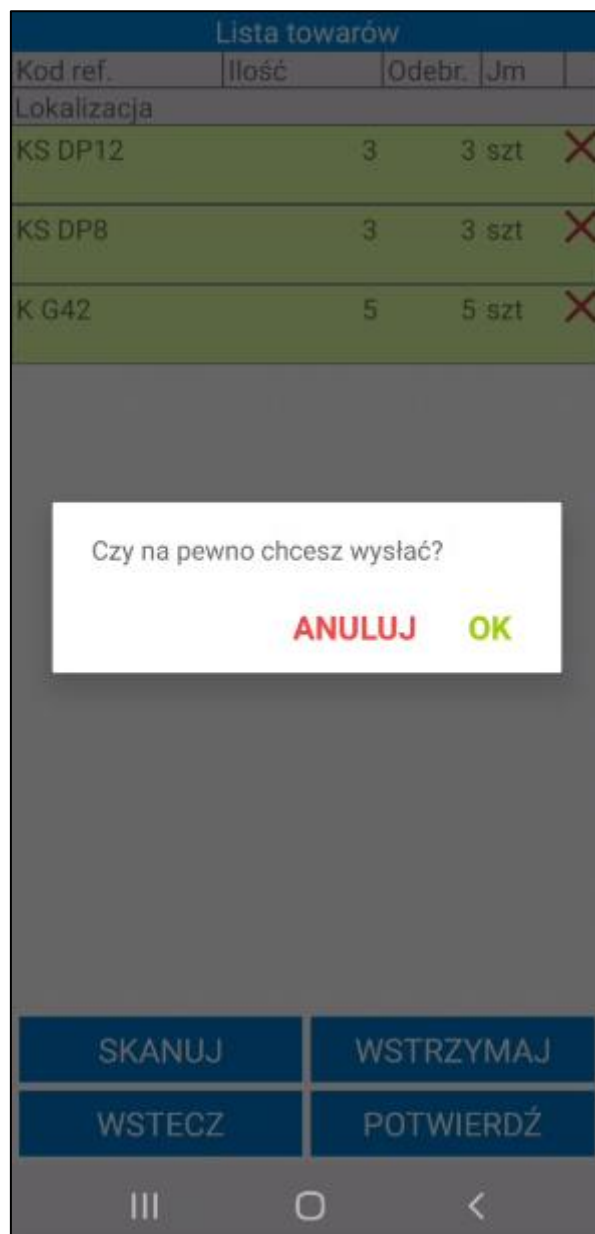 Lista towarów
Kod ref. Ilość Odebr. Jm
Lokalizacja
KS DP12 3 3 szt
KS DP8 3 3 szt
K G42 5 5 szt
Czy na pewno chcesz wysłać?
ANULUJ OK
SKANUJ WSTRZYMAJ
WSTECZ POTWIERDŹ